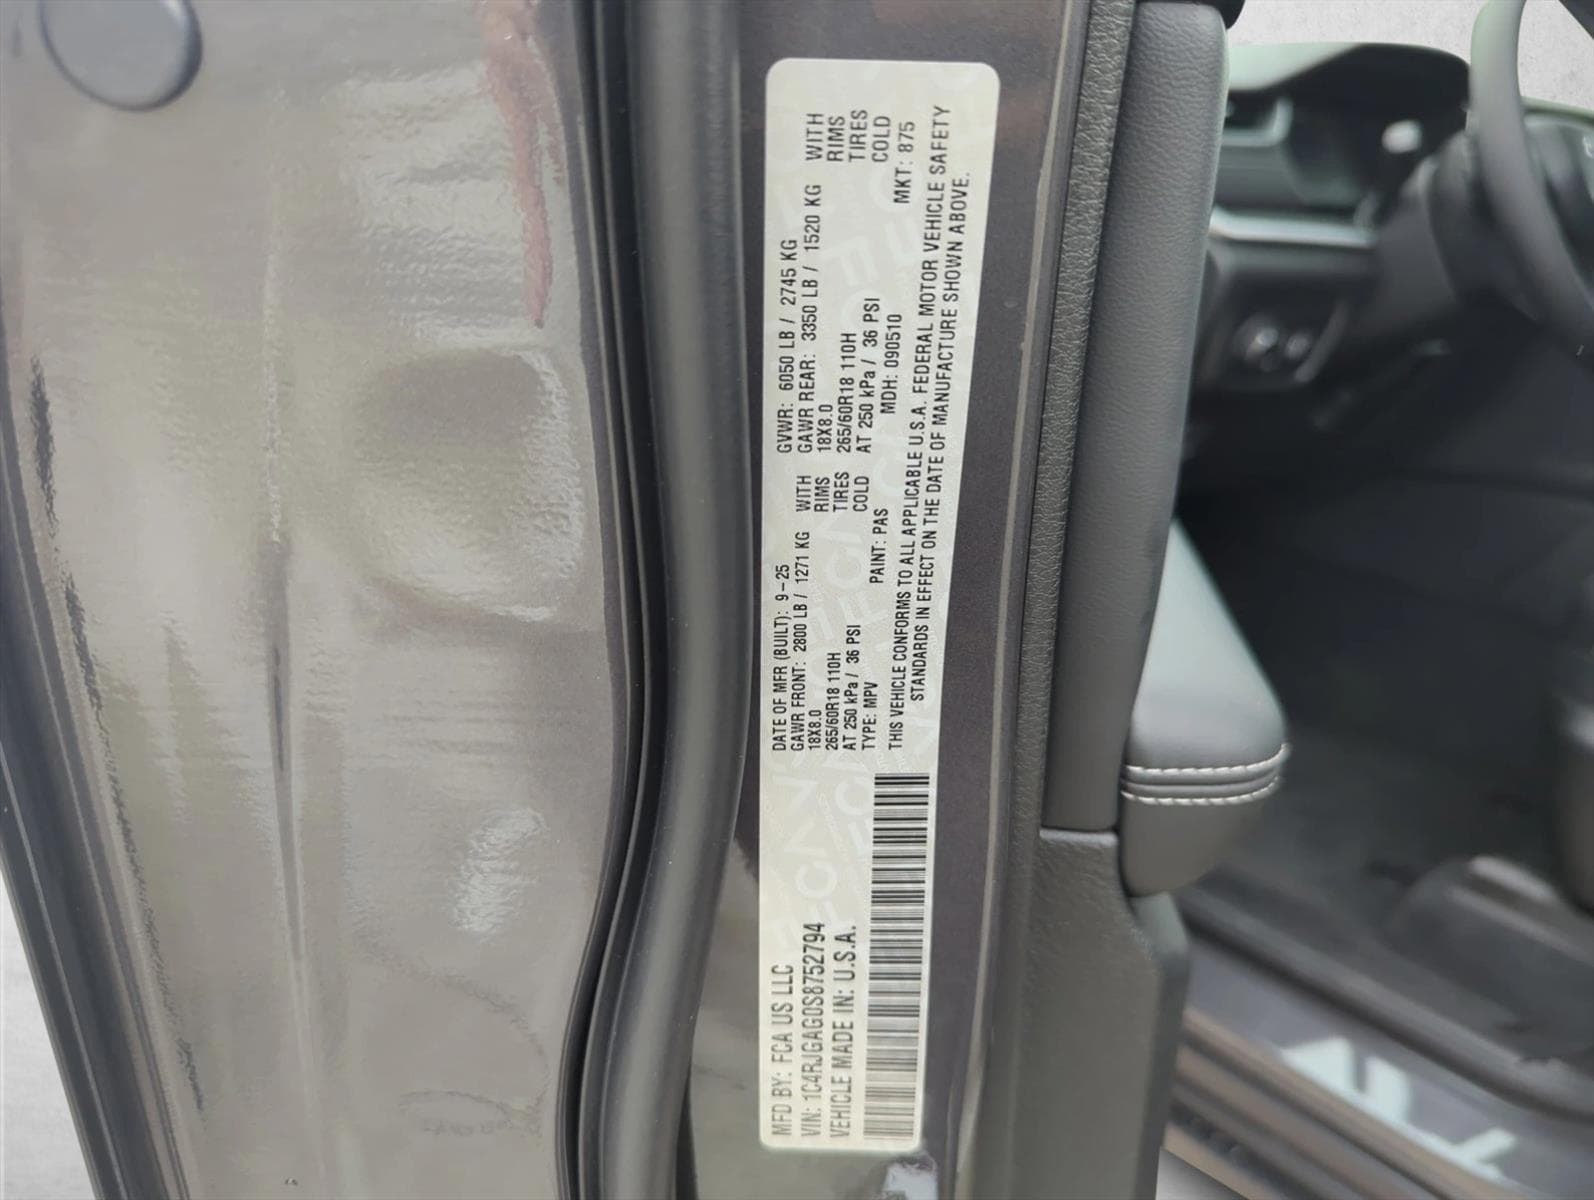 MFD BY: FCA US LLC
VIN: 1C4RJGAG0S8752794
VEHICLE MADE IN: U.S.A.
DATE OF MFR (BUILT): 9-25
GAWR FRONT: 2800 LB / 1271 KG WITH
18X8.0 RIMS
265/60R18 110H TIRES
AT 250 kPa / 36 PSI COLD
TYPE: MPV PAINT: PAS
GVWR: 6050 LB / 2745 KG
GAWR REAR: 3350 LB / 1520 KG WITH
18X8.0 RIMS
265/60R18 110H TIRES
AT 250 kPa / 36 PSI COLD
MDH: 090510 MKT: 875
THIS VEHICLE CONFORMS TO ALL APPLICABLE U.S.A. FEDERAL MOTOR VEHICLE SAFETY
STANDARDS IN EFFECT ON THE DATE OF MANUFACTURE SHOWN ABOVE.